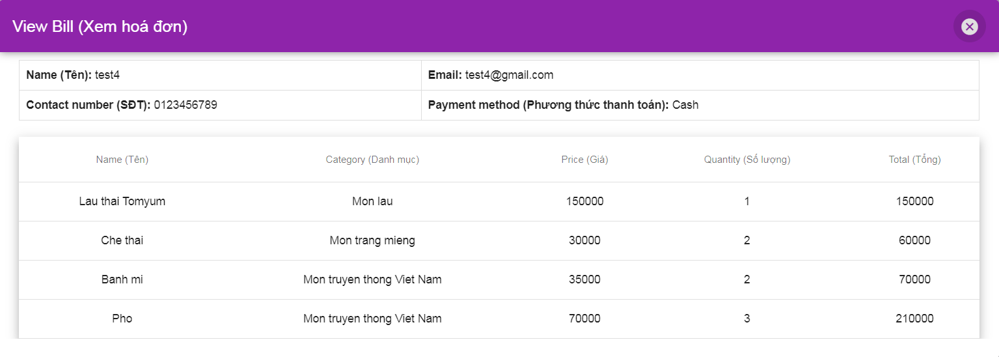 View Bill (Xem hoá đơn)
Name (Tên): test4 Email: test4@gmail.com
Contact number (SĐT): 0123456789 Payment method (Phương thức thanh toán): Cash
Name (Tên) Category (Danh mục) Price (Giá) Quantity (Số lượng) Total (Tổng)
Lau thai Tomyum Mon lau 150000 1 150000
Che thai Mon trang mieng 30000 2 60000
Banh mi Mon truyen thong Viet Nam 35000 2 70000
Pho Mon truyen thong Viet Nam 70000 3 210000